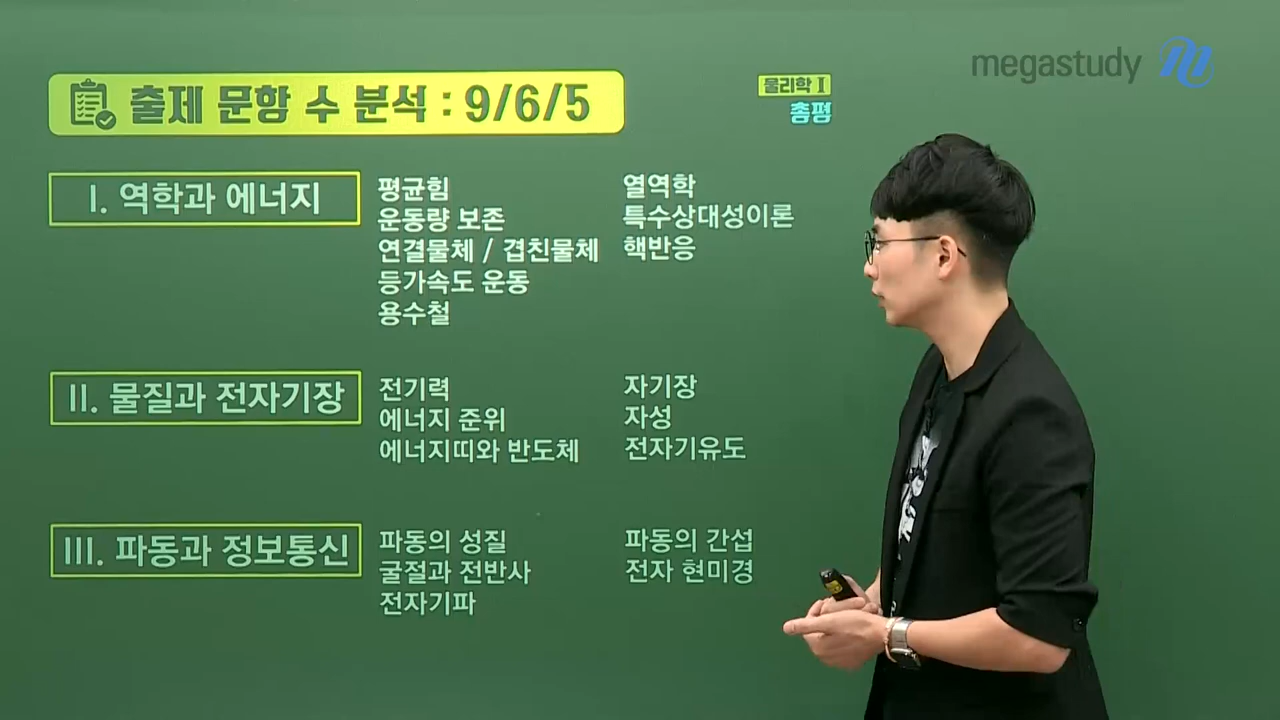 megastudy
출제 문항 수 분석 : 9/6/5
물리학 I
총평
I. 역학과 에너지
평균힘
운동량 보존
연결물체 / 겹친물체
등가속도 운동
용수철
열역학
특수상대성이론
핵반응
II. 물질과 전자기장
전기력
에너지 준위
에너지띠와 반도체
자기장
자성
전자기유도
III. 파동과 정보통신
파동의 성질
굴절과 전반사
전자기파
파동의 간섭
전자 현미경